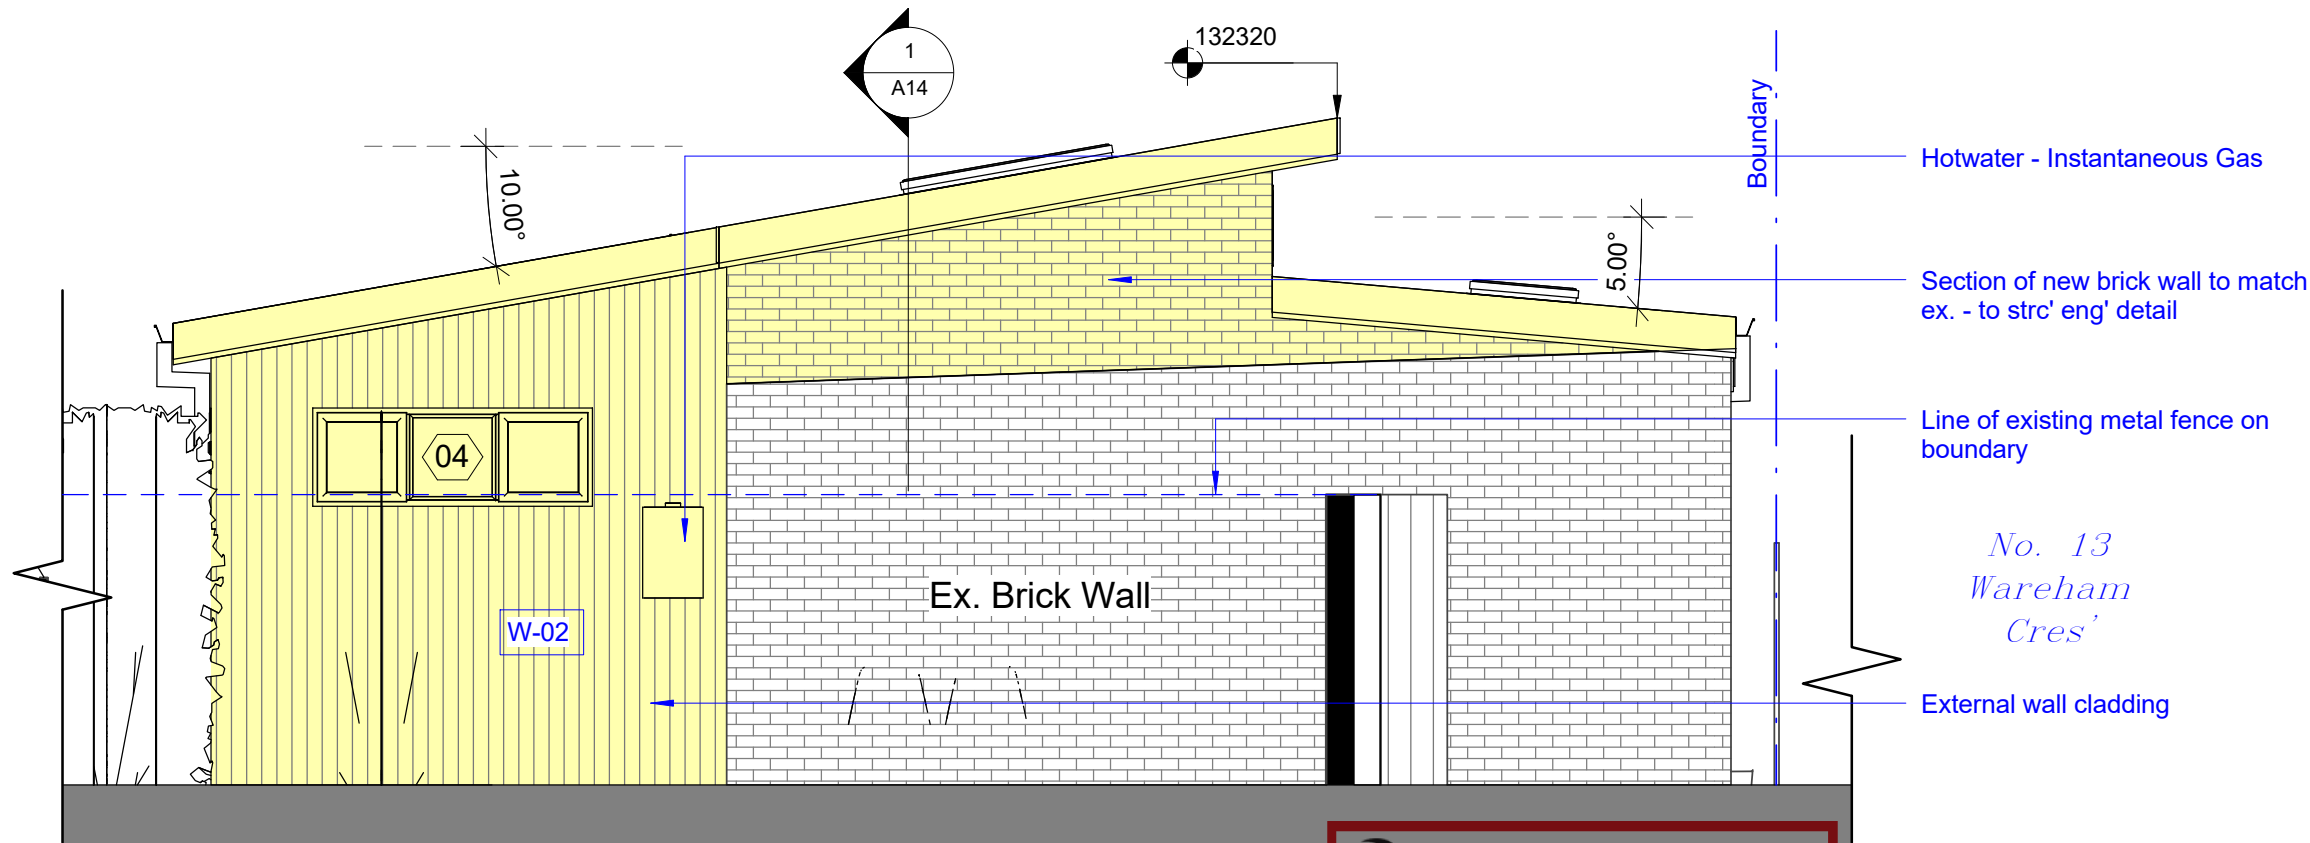 1
A14
132320
Boundary
Hotwater - Instantaneous Gas
10.00°
5.00°
Section of new brick wall to match
ex. - to strc' eng' detail
Line of existing metal fence on
boundary
04
No. 13
Wareham
Cres'
Ex. Brick Wall
W-02
External wall cladding